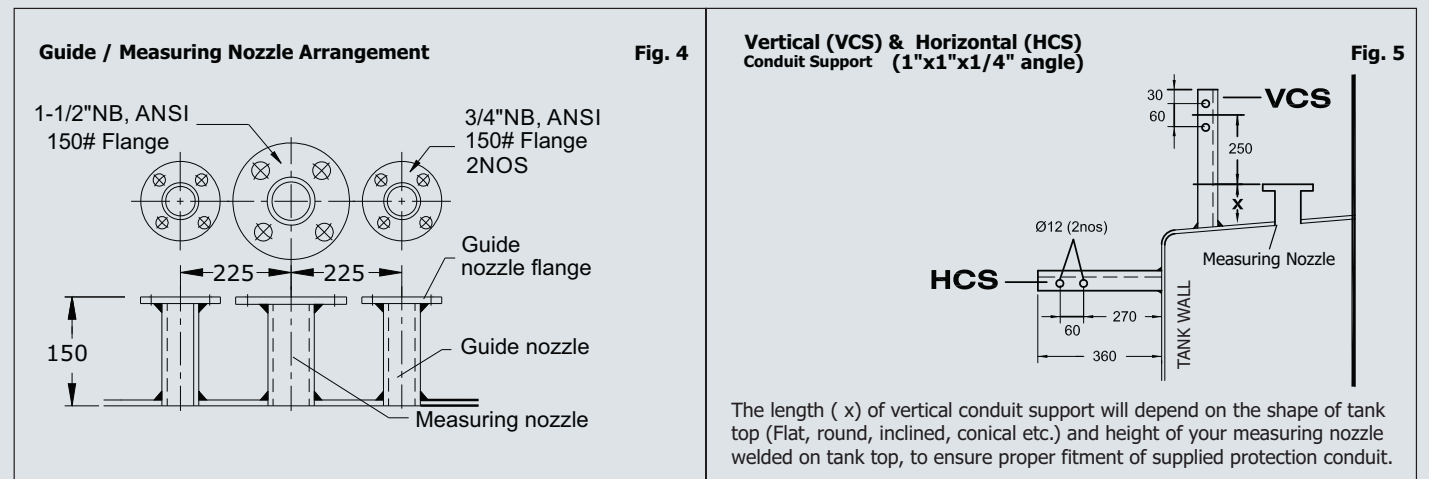 Guide / Measuring Nozzle Arrangement
Fig. 4
1-1/2"NB, ANSI
150# Flange
3/4"NB, ANSI
150# Flange
2NOS
225
225
Guide
nozzle flange
150
Guide nozzle
Measuring nozzle
Vertical (VCS) & Horizontal (HCS)
Conduit Support (1"x1"x1/4" angle)
Fig. 5
30
60
VCS
250
x
Ø12 (2nos)
Measuring Nozzle
HCS
270
60
360
TANK WALL
The length ( x) of vertical conduit support will depend on the shape of tank
top (Flat, round, inclined, conical etc.) and height of your measuring nozzle
welded on tank top, to ensure proper fitment of supplied protection conduit.